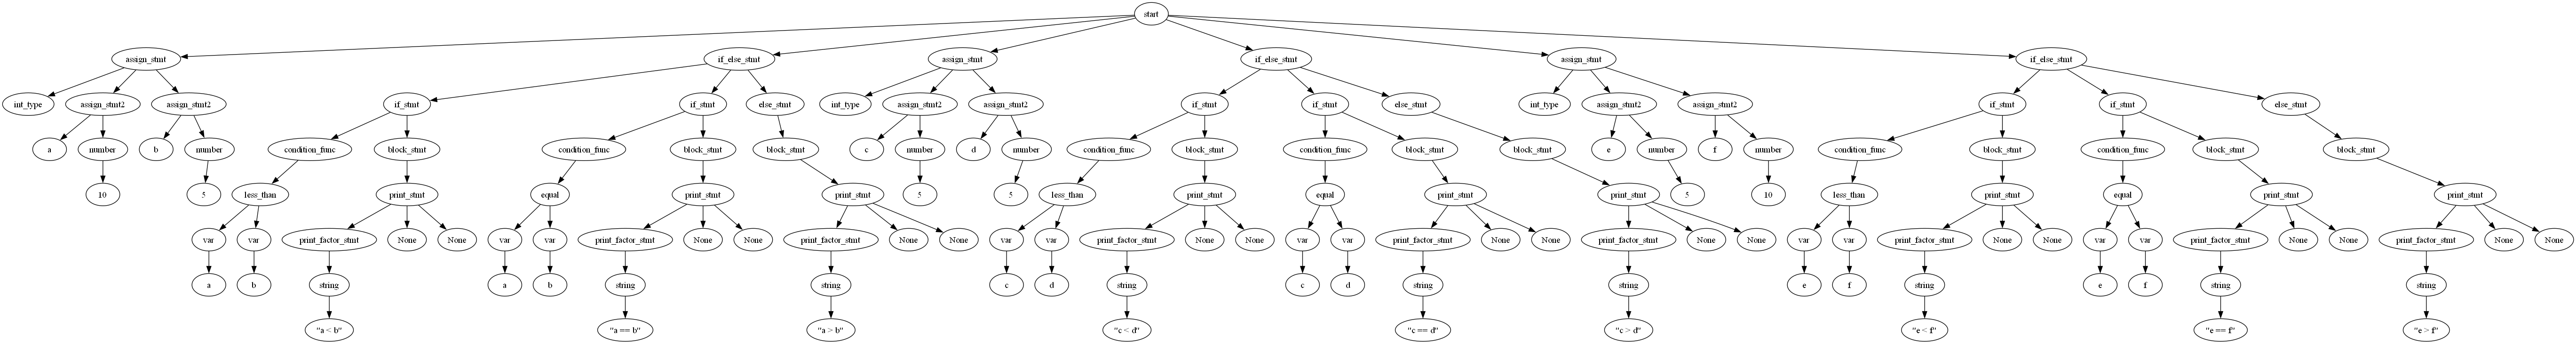 start
assign_stmt if_else_stmt assign_stmt if_else_stmt assign_stmt if_else_stmt
int_type assign_stmt2 assign_stmt2 if_stmt if_stmt else_stmt int_type assign_stmt2 assign_stmt2 if_stmt if_stmt else_stmt int_type assign_stmt2 assign_stmt2 if_stmt if_stmt else_stmt
a number b number condition_func block_stmt condition_func block_stmt block_stmt c number d number condition_func block_stmt condition_func block_stmt block_stmt e number f number condition_func block_stmt condition_func block_stmt block_stmt
10 5 less_than print_stmt equal print_stmt print_stmt 5 5 less_than print_stmt equal print_stmt print_stmt 5 10 less_than print_stmt equal print_stmt print_stmt
var var print_factor_stmt None None var var print_factor_stmt None None print_factor_stmt None None var var print_factor_stmt None None var var print_factor_stmt None None print_factor_stmt None None var var print_factor_stmt None None var var print_factor_stmt None None print_factor_stmt None None
a b string a b string string c d string c d string string e f string e f string string
"a < b" "a == b" "a > b" "c < d" "c == d" "c > d" "e < f" "e == f" "e > f"